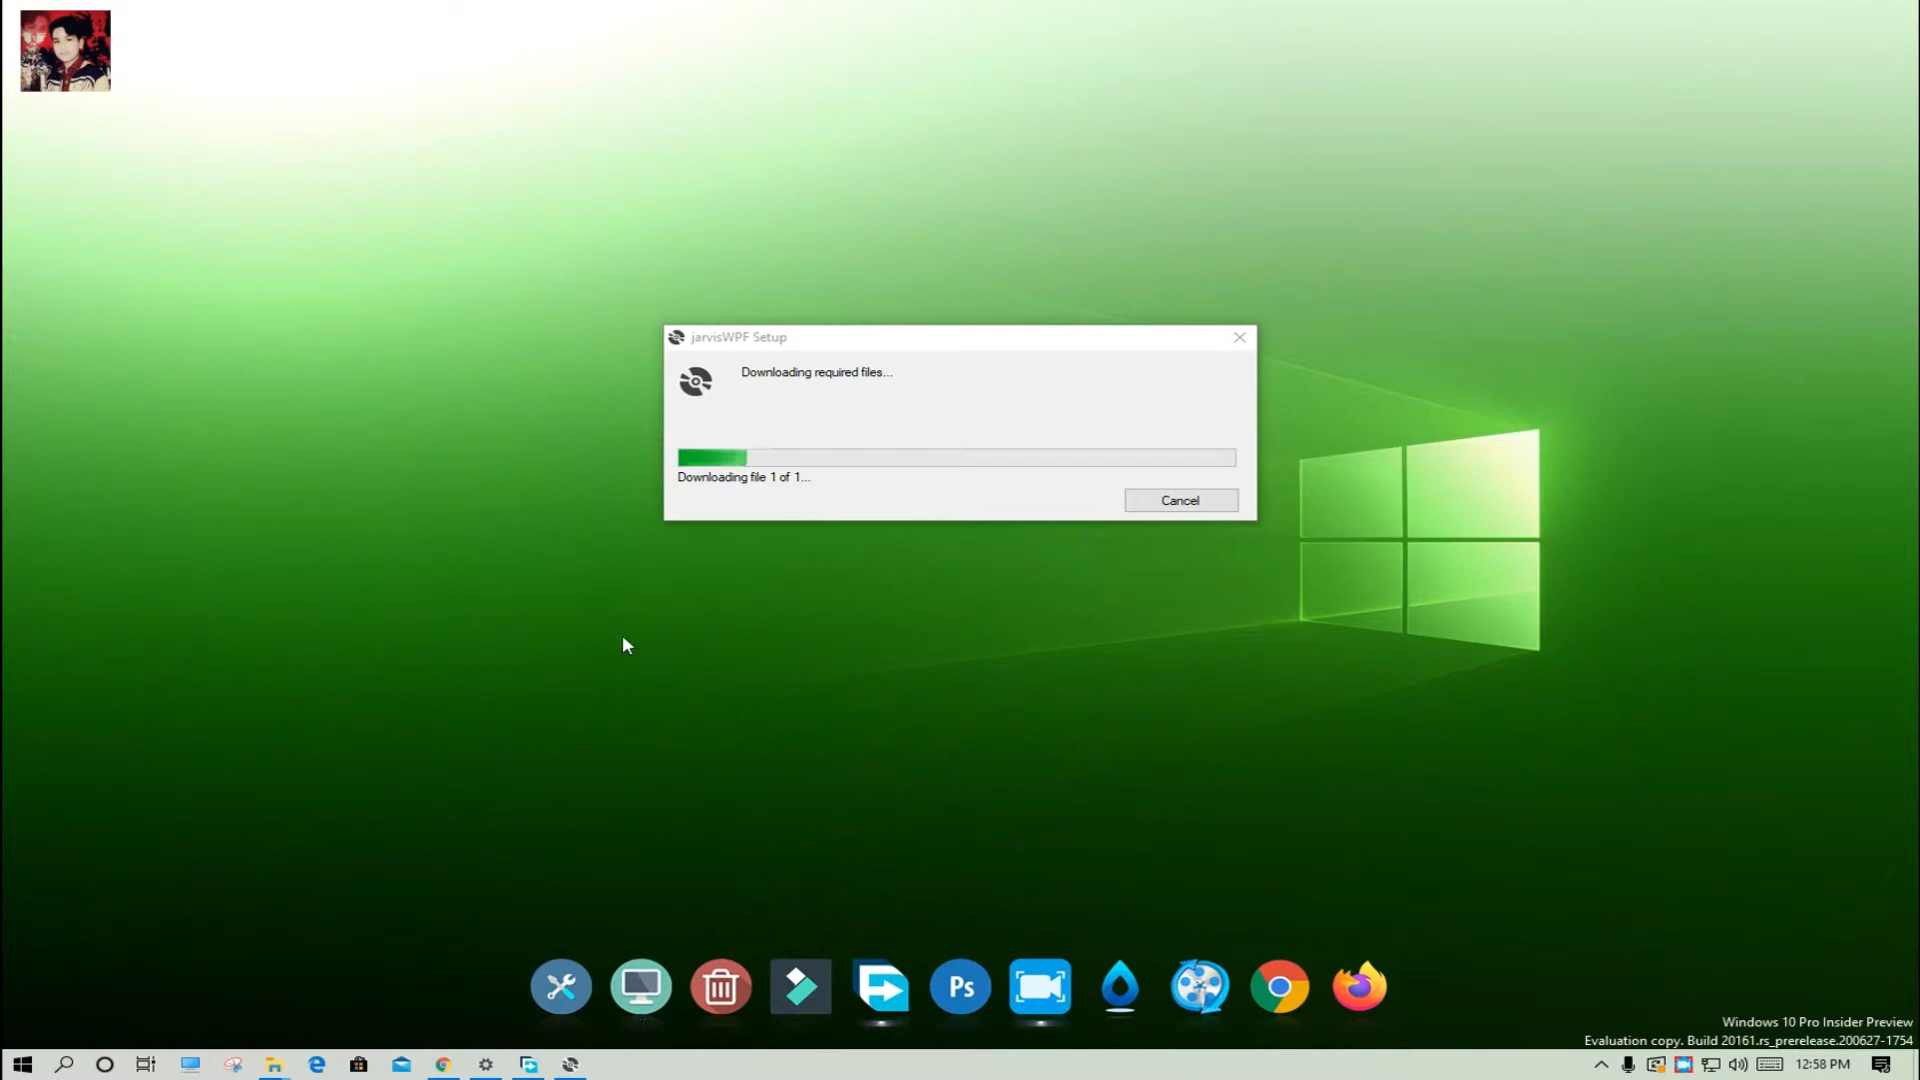 jarvisWPF Setup
Downloading required files...
Downloading file 1 of 1...
Cancel
Ps
Windows 10 Pro Insider Preview
Evaluation copy. Build 20161.rs_prerelease.200627-1754
12:58 PM